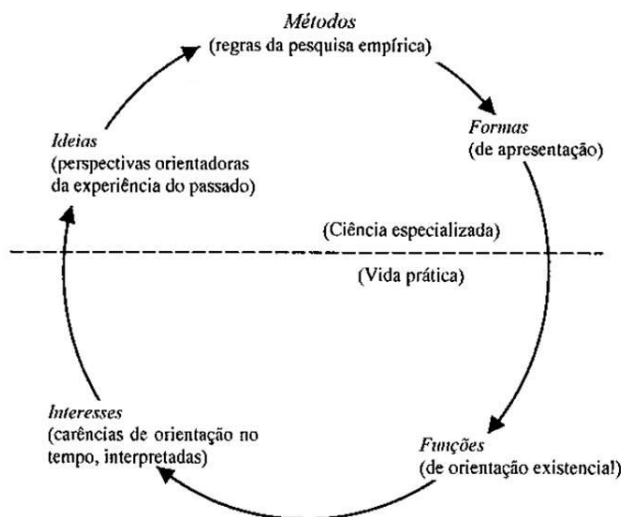 Métodos
(regras da pesquisa empírica)
Ideias
(perspectivas orientadoras
da experiência do passado)
Formas
(de apresentação)
(Ciência especializada)
(Vida prática)
Interesses
(carências de orientação no
tempo, interpretadas)
Funções
(de orientação existencial)